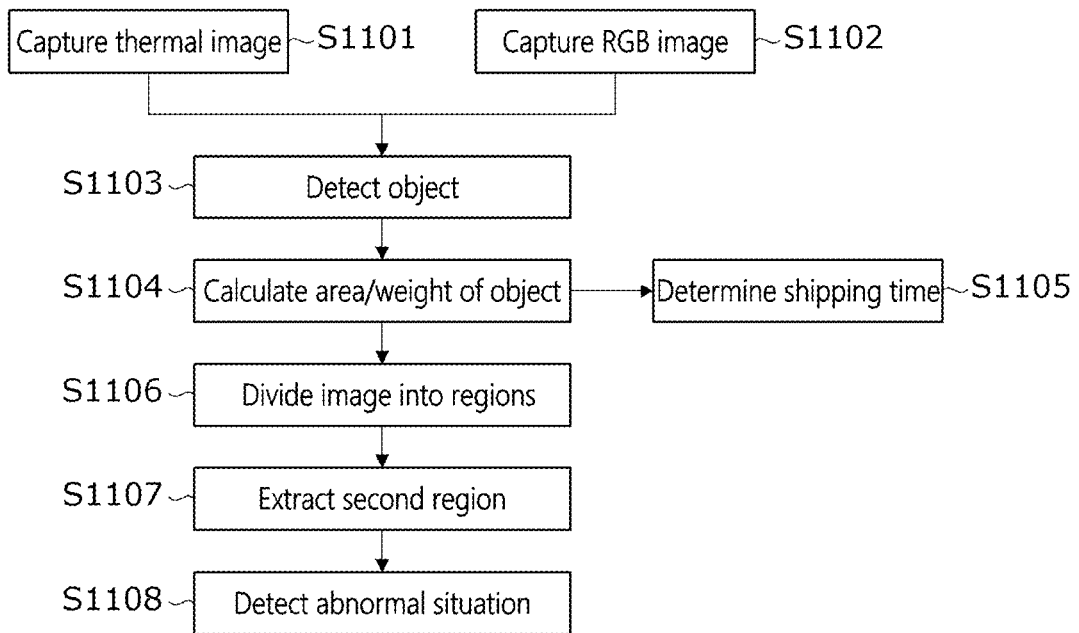 Capture thermal image S1101
Capture RGB image S1102
S1103 Detect object
S1104 Calculate area/weight of object
Determine shipping time S1105
S1106 Divide image into regions
S1107 Extract second region
S1108 Detect abnormal situation